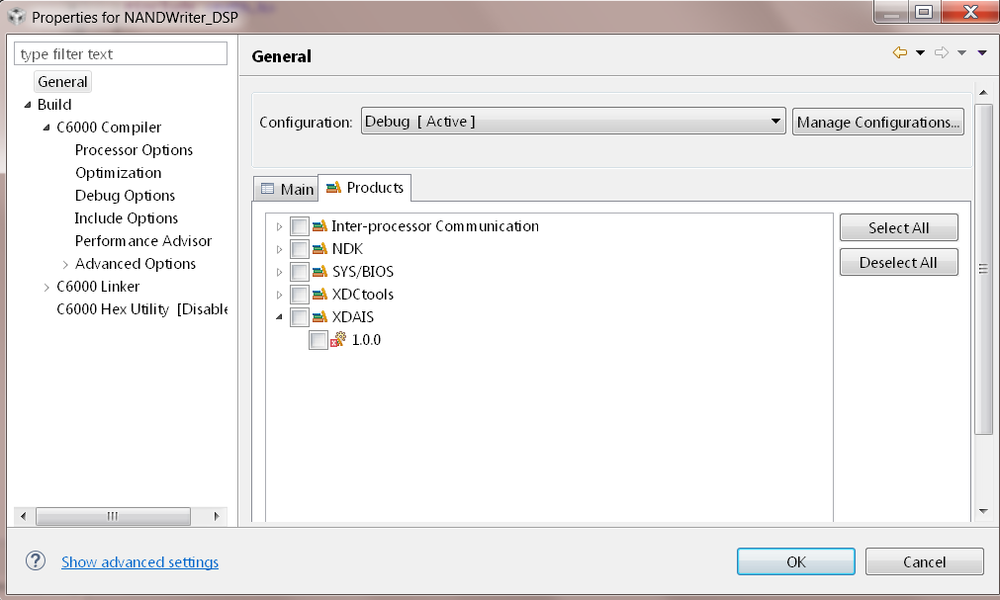 Properties for NANDWriter_DSP
type filter text
General
Build
C6000 Compiler
Processor Options
Optimization
Debug Options
Include Options
Performance Advisor
Advanced Options
C6000 Linker
C6000 Hex Utility [Disable
General
Configuration: Debug [ Active ] Manage Configurations...
Main Products
Inter-processor Communication
NDK
SYS/BIOS
XDCtools
XDAIS
1.0.0
Select All
Deselect All
? Show advanced settings
OK Cancel